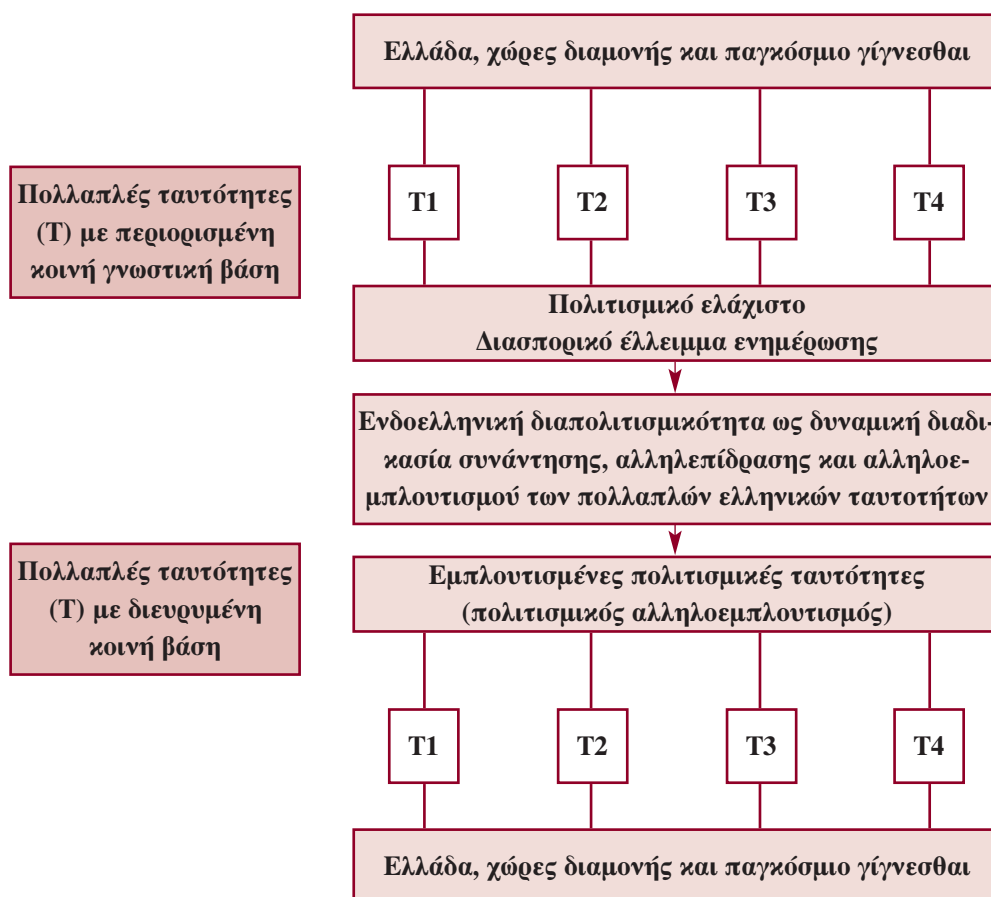 Ελλάδα, χώρες διαμονής και παγκόσμιο γίγνεσθαι
Πολλαπλές ταυτότητες
(Τ) με περιορισμένη
κοινή γνωστική βάση
Τ1
Τ2
Τ3
Τ4
Πολιτισμικό ελάχιστο
Διασπορικό έλλειμμα ενημέρωσης
Ενδοελληνική διαπολιτισμικότητα ως δυναμική διαδι-
κασία συνάντησης, αλληλεπίδρασης και αλληλοε-
μπλουτισμού των πολλαπλών ελληνικών ταυτοτήτων
Πολλαπλές ταυτότητες
(Τ) με διευρυμένη
κοινή βάση
Εμπλουτισμένες πολιτισμικές ταυτότητες
(πολιτισμικός αλληλοεμπλουτισμός)
Τ1
Τ2
Τ3
Τ4
Ελλάδα, χώρες διαμονής και παγκόσμιο γίγνεσθαι